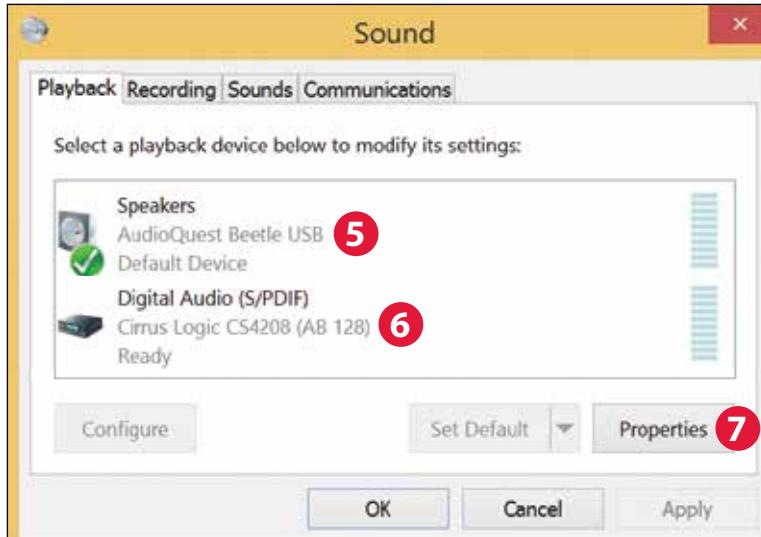 Sound
×
Playback Recording Sounds Communications
Select a playback device below to modify its settings:
Speakers
AudioQuest Beetle USB 5
Default Device
Digital Audio (S/PDIF)
Cirrus Logic CS4208 (AB 128) 6
Ready
Configure Set Default Properties 7
OK Cancel Apply